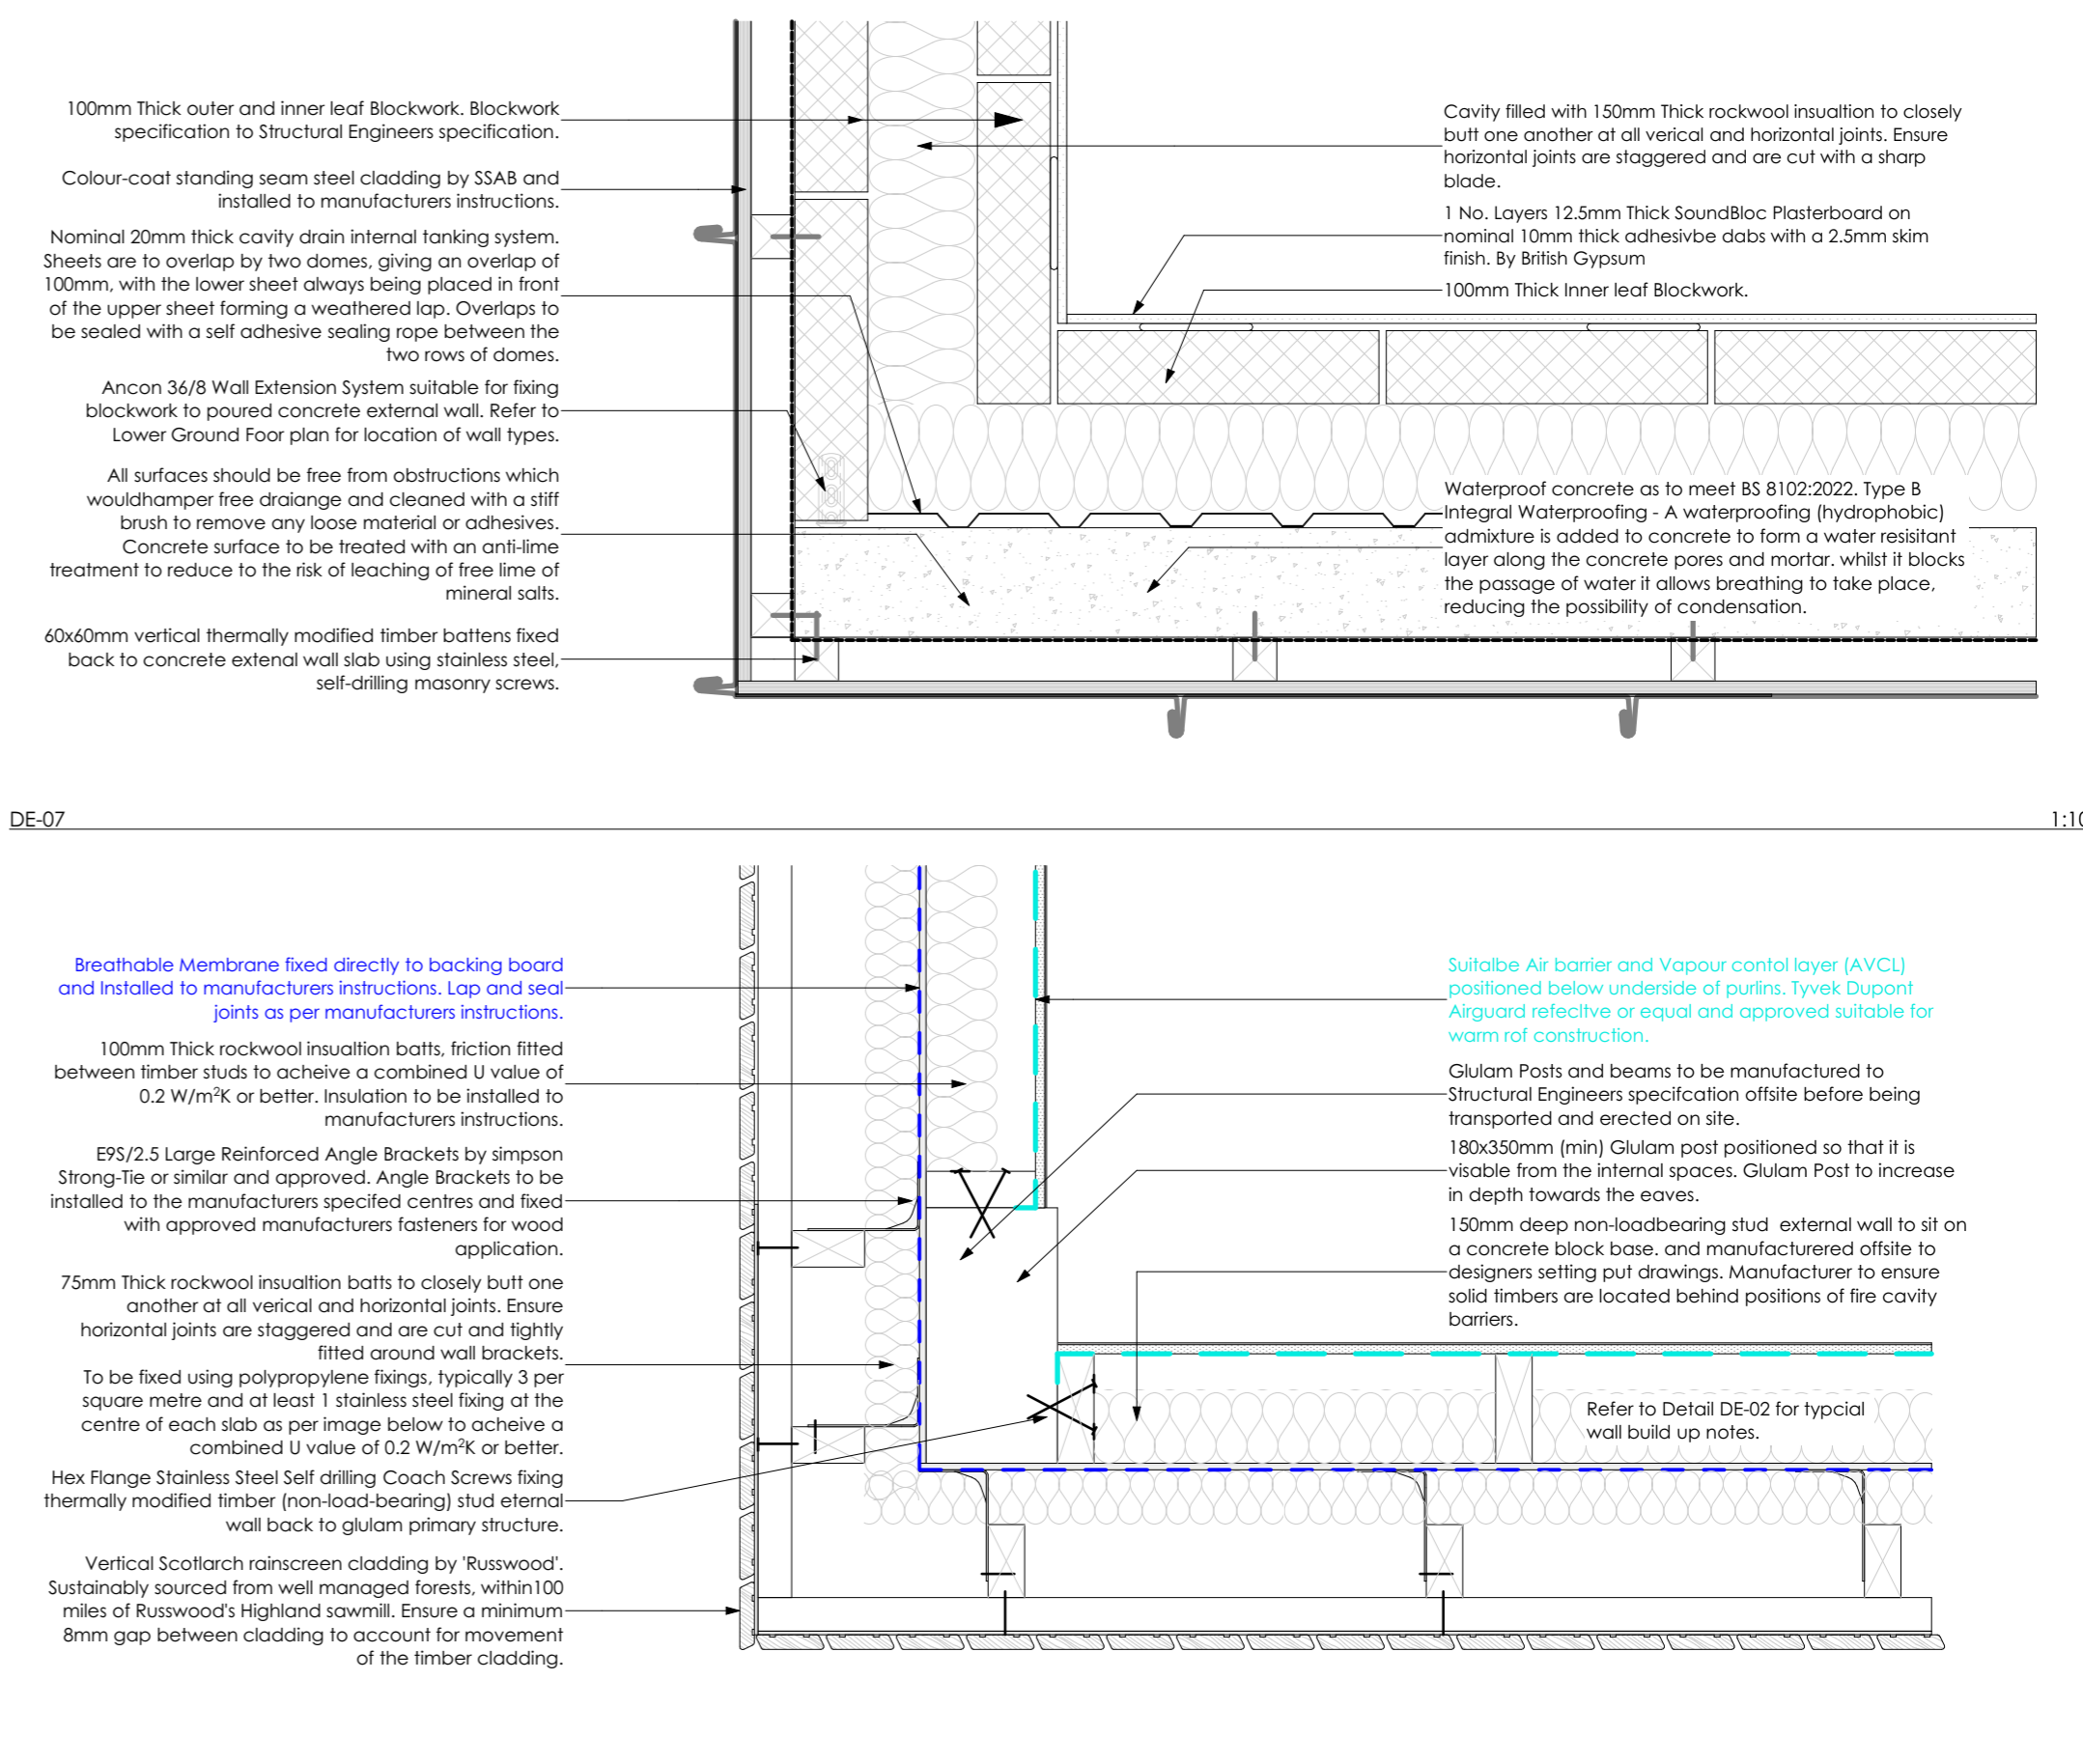 100mm Thick outer and inner leaf Blockwork. Blockwork
specification to Structural Engineers specification.
Colour-coat standing seam steel cladding by SSAB and
installed to manufacturers instructions.
Nominal 20mm thick cavity drain internal tanking system.
Sheets are to overlap by two domes, giving an overlap of
100mm, with the lower sheet always being placed in front
of the upper sheet forming a weathered lap. Overlaps to
be sealed with a self adhesive sealing rope between the
two rows of domes.
Ancon 36/8 Wall Extension System suitable for fixing
blockwork to poured concrete external wall. Refer to
Lower Ground Foor plan for location of wall types.
All surfaces should be free from obstructions which
wouldhamper free draiange and cleaned with a stiff
brush to remove any loose material or adhesives.
Concrete surface to be treated with an anti-lime
treatment to reduce to the risk of leaching of free lime of
mineral salts.
60x60mm vertical thermally modified timber battens fixed
back to concrete extenal wall slab using stainless steel,
self-drilling masonry screws.
Cavity filled with 150mm Thick rockwool insualtion to closely
butt one another at all verical and horizontal joints. Ensure
horizontal joints are staggered and are cut with a sharp
blade.
1 No. Layers 12.5mm Thick SoundBloc Plasterboard on
nominal 10mm thick adhesivbe dabs with a 2.5mm skim
finish. By British Gypsum
100mm Thick Inner leaf Blockwork.
Waterproof concrete as to meet BS 8102:2022. Type B
Integral Waterproofing - A waterproofing (hydrophobic)
admixture is added to concrete to form a water resisitant
layer along the concrete pores and mortar. whilst it blocks
the passage of water it allows breathing to take place,
reducing the possibility of condensation.
DE-07
1:10
Breathable Membrane fixed directly to backing board
and Installed to manufacturers instructions. Lap and seal
joints as per manufacturers instructions.
100mm Thick rockwool insualtion batts, friction fitted
between timber studs to acheive a combined U value of
0.2 W/m²K or better. Insulation to be installed to
manufacturers instructions.
E9S/2.5 Large Reinforced Angle Brackets by simpson
Strong-Tie or similar and approved. Angle Brackets to be
installed to the manufacturers specifed centres and fixed
with approved manufacturers fasteners for wood
application.
75mm Thick rockwool insualtion batts to closely butt one
another at all verical and horizontal joints. Ensure
horizontal joints are staggered and are cut and tightly
fitted around wall brackets.
To be fixed using polypropylene fixings, typically 3 per
square metre and at least 1 stainless steel fixing at the
centre of each slab as per image below to acheive a
combined U value of 0.2 W/m²K or better.
Hex Flange Stainless Steel Self drilling Coach Screws fixing
thermally modified timber (non-load-bearing) stud eternal
wall back to glulam primary structure.
Vertical Scotlarch rainscreen cladding by 'Russwood'.
Sustainably sourced from well managed forests, within100
miles of Russwood's Highland sawmill. Ensure a minimum
8mm gap between cladding to account for movement
of the timber cladding.
Suitalbe Air barrier and Vapour contol layer (AVCL)
positioned below underside of purlins. Tyvek Dupont
Airguard refecltve or equal and approved suitable for
warm rof construction.
Glulam Posts and beams to be manufactured to
Structural Engineers specifcation offsite before being
transported and erected on site.
180x350mm (min) Glulam post positioned so that it is
visable from the internal spaces. Glulam Post to increase
in depth towards the eaves.
150mm deep non-loadbearing stud  external wall to sit on
a concrete block base. and manufacturered offsite to
designers setting put drawings. Manufacturer to ensure
solid timbers are located behind positions of fire cavity
barriers.
Refer to Detail DE-02 for typcial
wall build up notes.